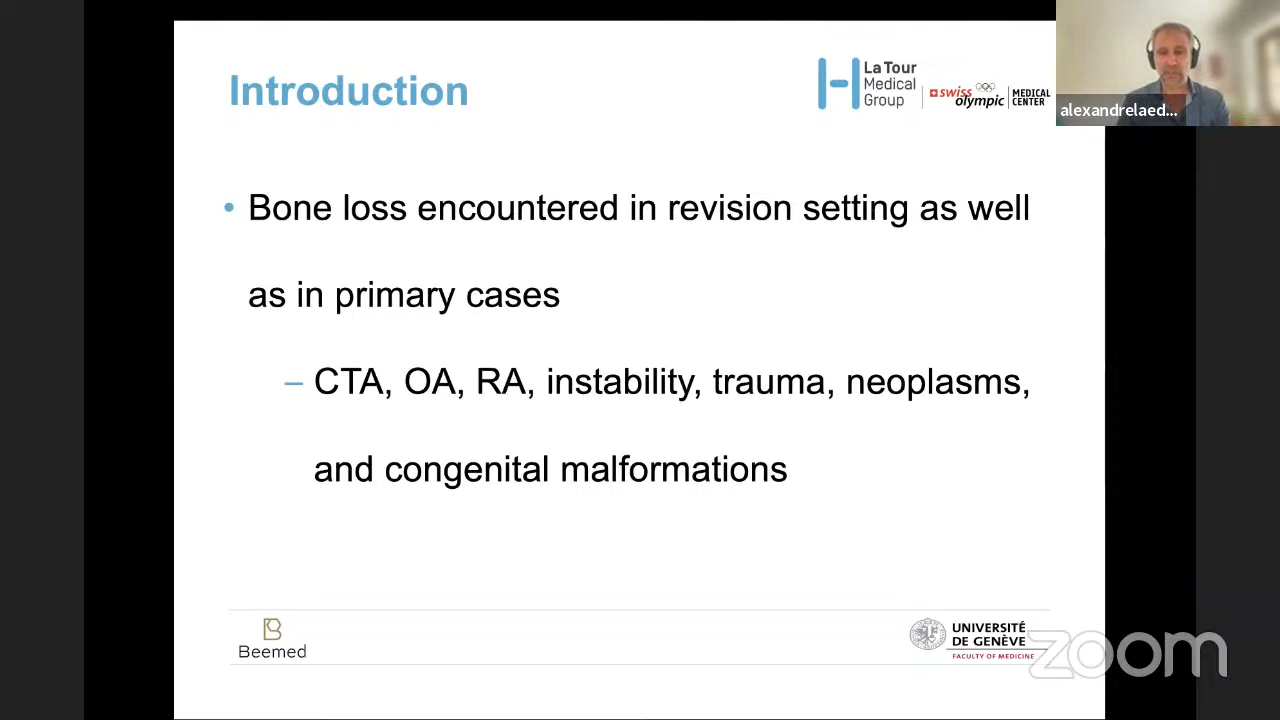 Introduction
La Tour
Medical
Group
swiss
olympic
MEDICAL
CENTER
alexandrelaed...
• Bone loss encountered in revision setting as well
as in primary cases
– CTA, OA, RA, instability, trauma, neoplasms,
and congenital malformations
Beemed
UNIVERSITÉ
DE GENÈVE
FACULTY OF MEDICINE
zoom